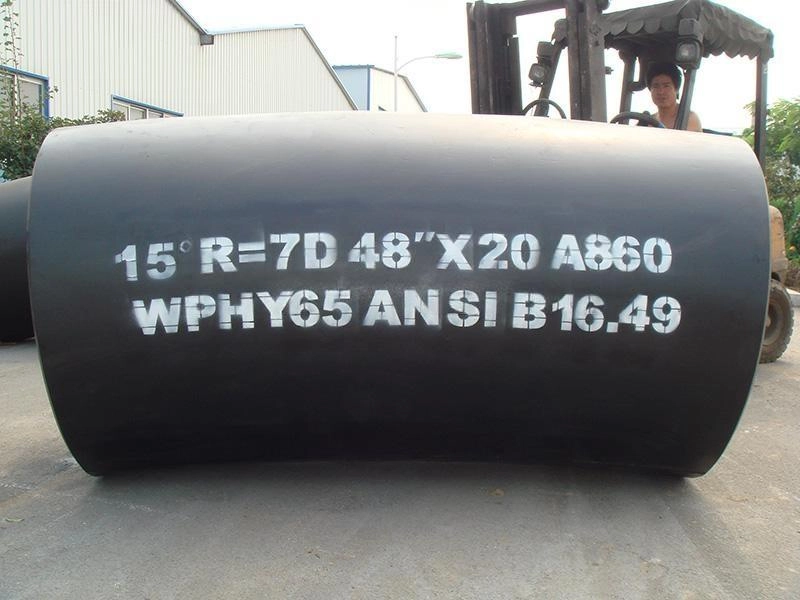 15° R=7D 48"X20 A860
WPHY65 ANSI B16.49